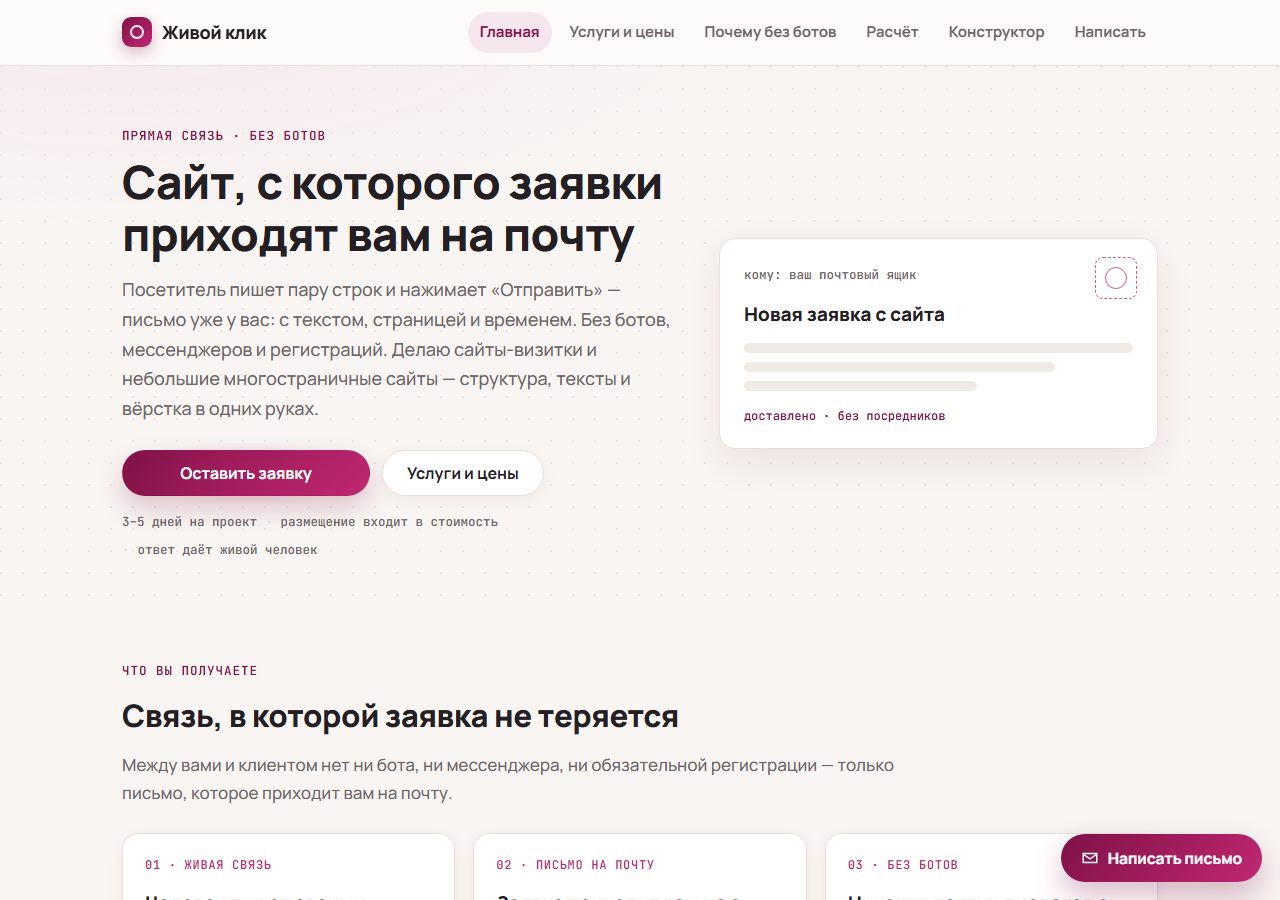 Живой клик
Главная
Услуги и цены
Почему без ботов
Расчёт
Конструктор
Написать
ПРЯМАЯ СВЯЗЬ · БЕЗ БОТОВ
Сайт, с которого заявки
приходят вам на почту
Посетитель пишет пару строк и нажимает «Отправить» —
письмо уже у вас: с текстом, страницей и временем. Без ботов,
мессенджеров и регистраций. Делаю сайты-визитки и
небольшие многостраничные сайты — структура, тексты и
вёрстка в одних руках.
Оставить заявку
Услуги и цены
3–5 дней на проект · размещение входит в стоимость
· ответ даёт живой человек
кому: ваш почтовый ящик
Новая заявка с сайта
доставлено · без посредников
ЧТО ВЫ ПОЛУЧАЕТЕ
Связь, в которой заявка не теряется
Между вами и клиентом нет ни бота, ни мессенджера, ни обязательной регистрации — только
письмо, которое приходит вам на почту.
01 · ЖИВАЯ СВЯЗЬ
02 · ПИСЬМО НА ПОЧТУ
03 · БЕЗ БОТОВ
Написать письмо